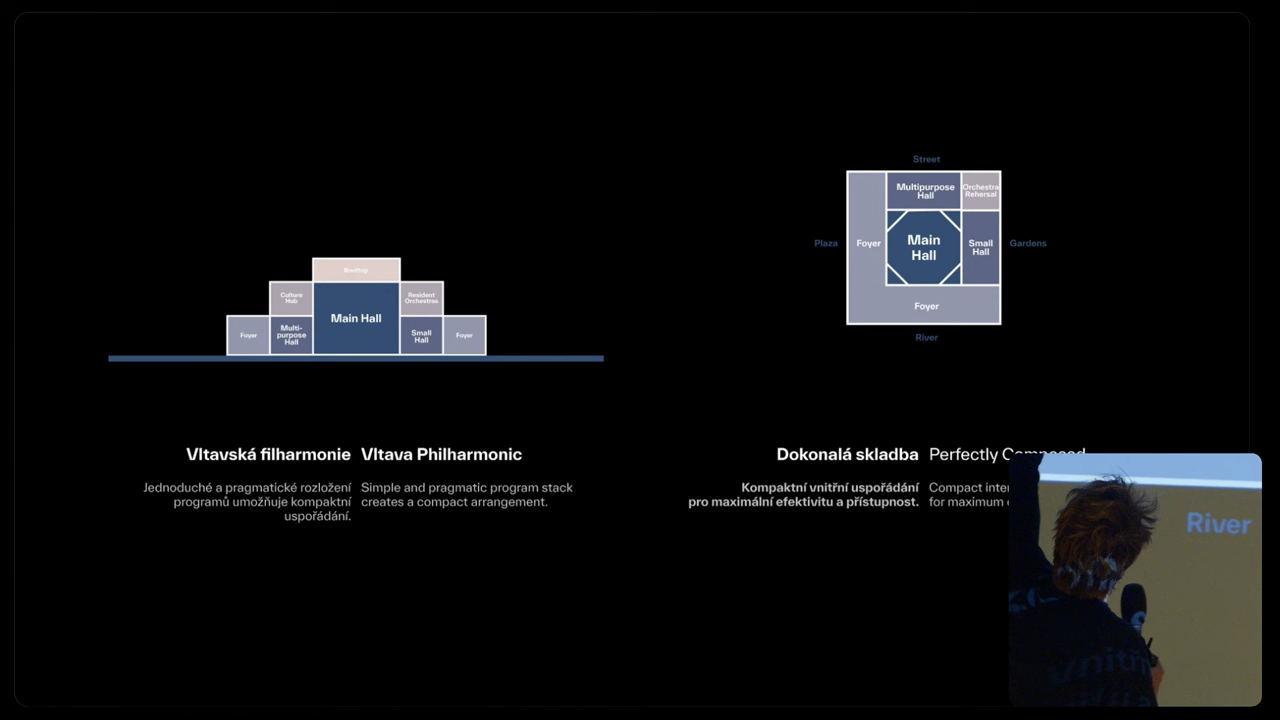 Rooftop
Culture
Hub
Resident
Orchestras
Main Hall
Foyer
Multi-
purpose
Hall
Small
Hall
Foyer
Vltavská filharmonie
Jednoduché a pragmatické rozložení
programů umožňuje kompaktní
uspořádání.
Vltava Philharmonic
Simple and pragmatic program stack
creates a compact arrangement.
Street
Multipurpose
Hall
Orchestra
Rehersal
Plaza
Foyer
Main
Hall
Small
Hall
Gardens
Foyer
River
Dokonalá skladba
Kompaktní vnitřní uspořádání
pro maximální efektivitu a přístupnost.
Perfectly Composed
Compact
for maximum
River